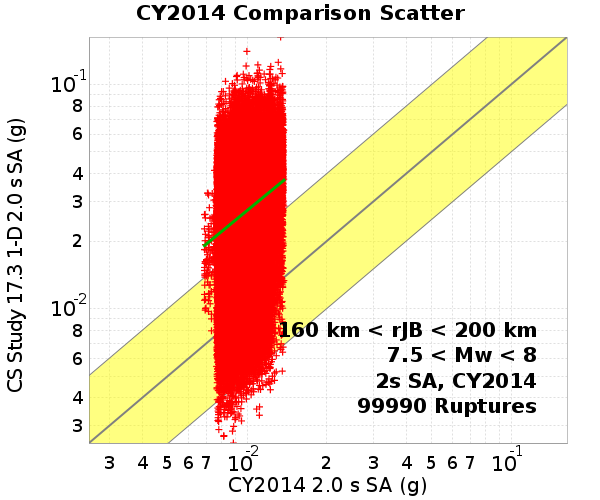 CY2014 Comparison Scatter
10-1
8
6
4
3
2
10-2
8
6
4
3
CS Study 17.3 1-D 2.0 s SA (g)
160 km < rJB < 200 km
7.5 < Mw < 8
2s SA, CY2014
99990 Ruptures
3 4 5 6 7 10-2 2 3 4 5 6 7 10-1
CY2014 2.0 s SA (g)